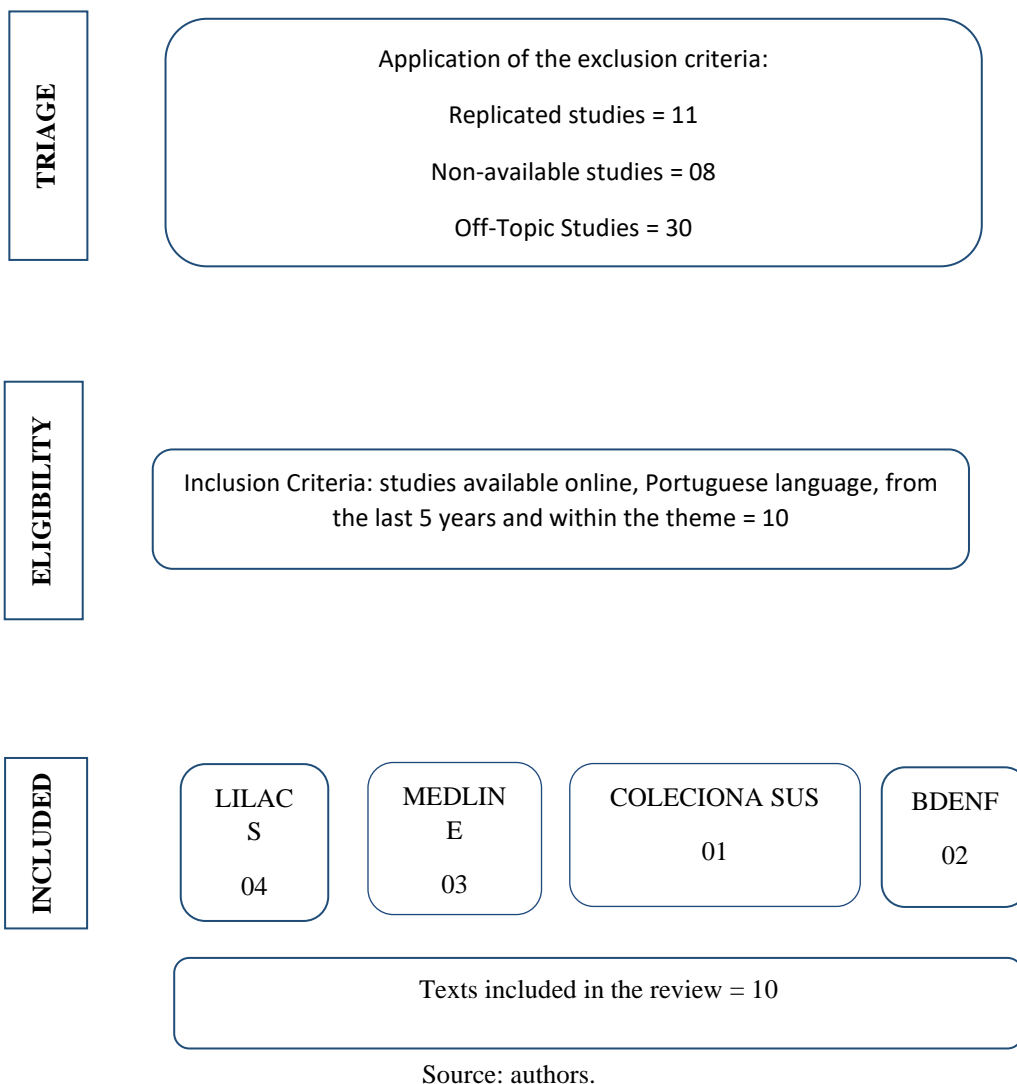 TRIAGE
Application of the exclusion criteria:
Replicated studies = 11
Non-available studies = 08
Off-Topic Studies = 30
ELIGIBILITY
Inclusion Criteria: studies available online, Portuguese language, from
the last 5 years and within the theme = 10
INCLUDED
LILAC
S
04
MEDLIN
E
03
COLECIONA SUS
01
BDENF
02
Texts included in the review = 10
Source: authors.